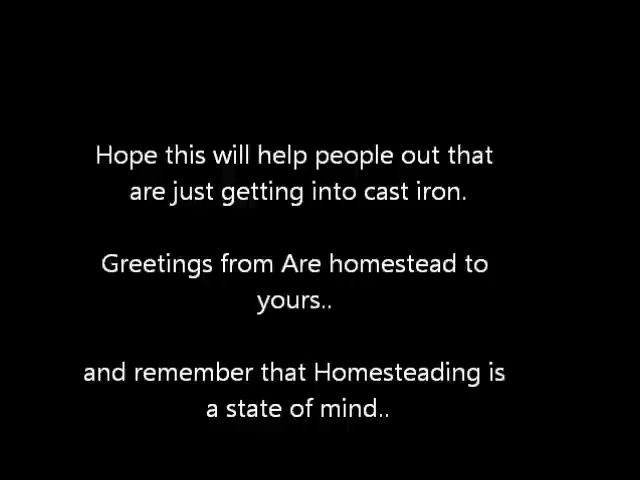 Hope this will help people out that
are just getting into cast iron.
Greetings from Are homestead to
yours..
and remember that Homesteading is
a state of mind..